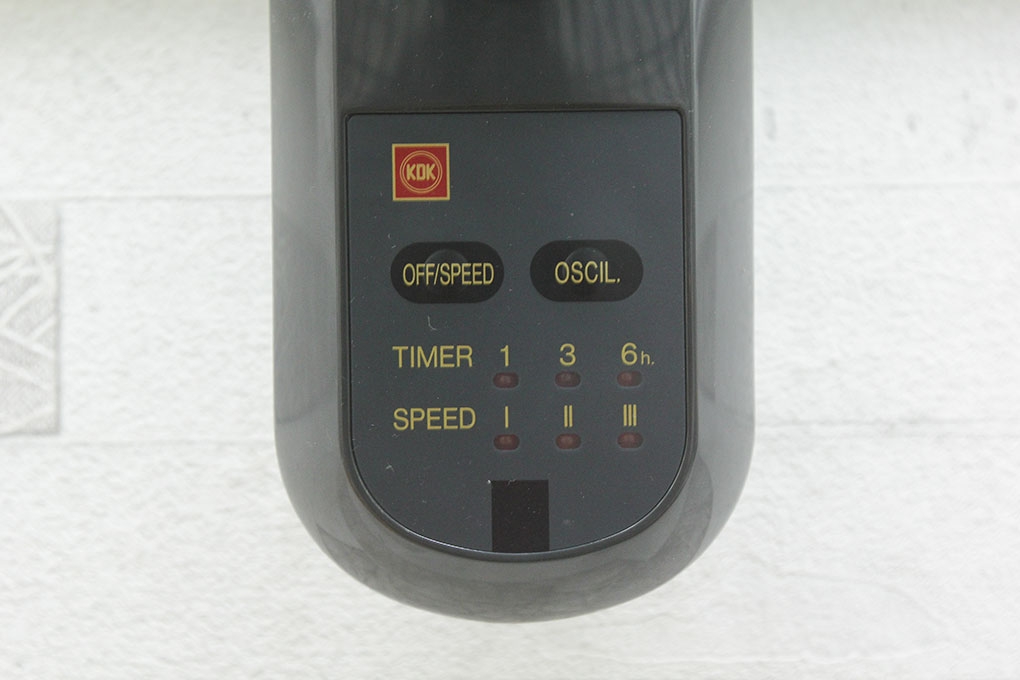 KDK
OFF/SPEED OSCIL.
TIMER 1 3 6h.
SPEED I II III